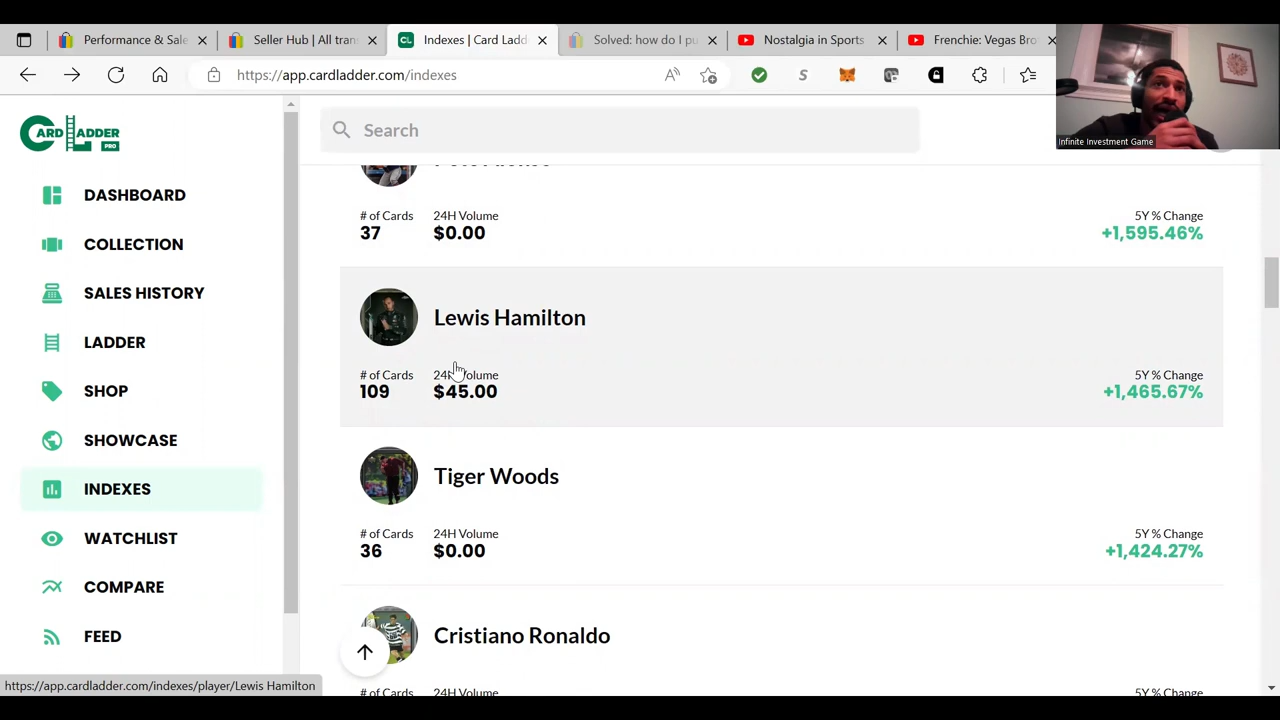 Performance & Sale
Seller Hub | All tran
Indexes | Card Ladd
Solved: how do I pu
Nostalgia in Sports
Frenchie: Vegas Bro
https://app.cardladder.com/indexes
Infinite Investment Game
CARD LADDER
PRO
Search
DASHBOARD
COLLECTION
SALES HISTORY
LADDER
SHOP
SHOWCASE
INDEXES
WATCHLIST
COMPARE
FEED
# of Cards 24H Volume 5Y % Change
37 $0.00 +1,595.46%
Lewis Hamilton
# of Cards 24H Volume 5Y % Change
109 $45.00 +1,465.67%
Tiger Woods
# of Cards 24H Volume 5Y % Change
36 $0.00 +1,424.27%
Cristiano Ronaldo
# of Cards 24H Volume 5Y % Change
https://app.cardladder.com/indexes/player/Lewis Hamilton